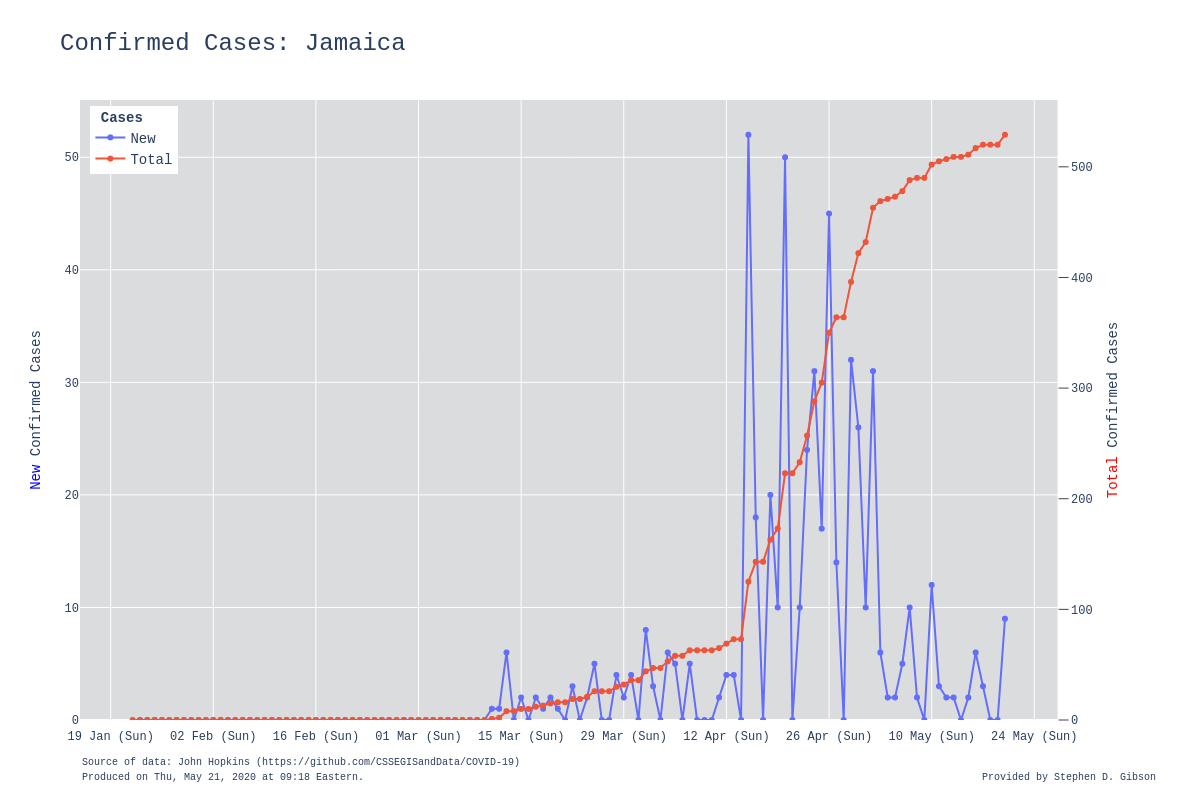 Confirmed Cases: Jamaica
Cases
New
Total
50
40
30
20
10
0
500
400
300
200
100
0
New Confirmed Cases
Total Confirmed Cases
19 Jan (Sun) 02 Feb (Sun) 16 Feb (Sun) 01 Mar (Sun) 15 Mar (Sun) 29 Mar (Sun) 12 Apr (Sun) 26 Apr (Sun) 10 May (Sun) 24 May (Sun)
Source of data: John Hopkins (https://github.com/CSSEGISandData/COVID-19)
Produced on Thu, May 21, 2020 at 09:18 Eastern.
Provided by Stephen D. Gibson